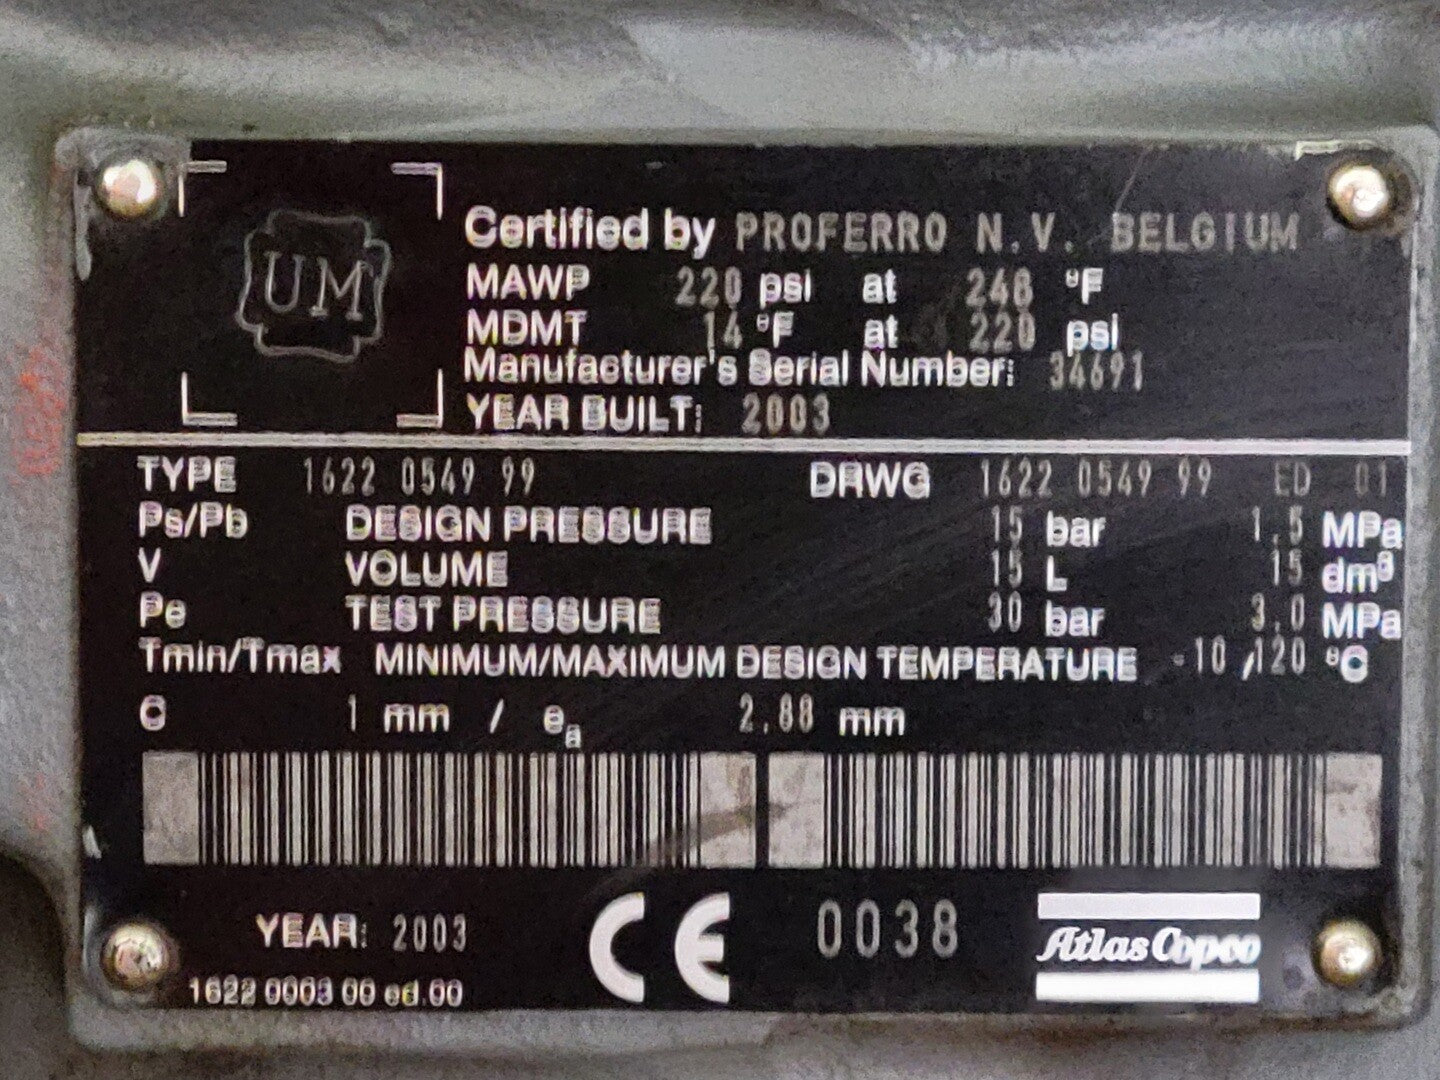 UM
Certified by PROFERRO N.V. BELGIUM
MAWP 220 psi at 248 °F
MDMT 14 °F at 220 psi
Manufacturer's Serial Number: 34691
YEAR BUILT: 2003
TYPE 1622 0549 99 DRWG 1622 0549 99 ED 01
Ps/Pb DESIGN PRESSURE 15 bar 1.5 MPa
V VOLUME 15 L 15 dm³
Pe TEST PRESSURE 30 bar 3.0 MPa
Tmin/Tmax MINIMUM/MAXIMUM DESIGN TEMPERATURE -10 /120 °C
C 1 mm / ea 2.88 mm
YEAR: 2003 CE 0038 Atlas Copco
1622 0003 00 ed.00